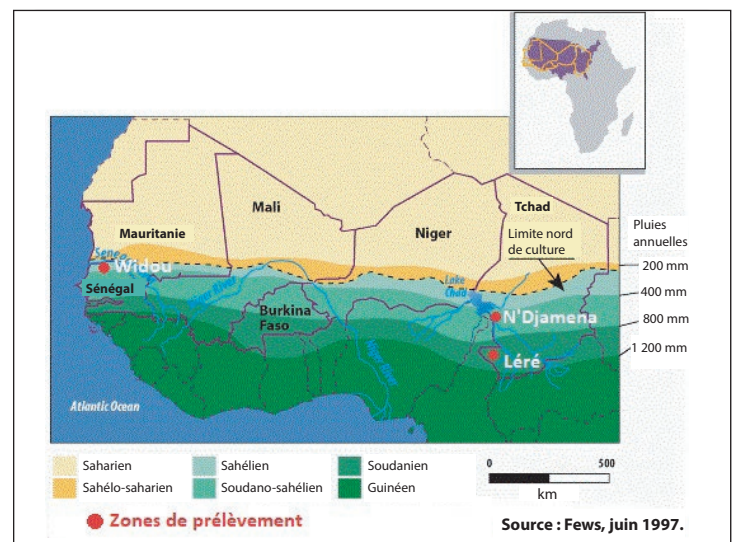 Mali
Tchad
Mauritanie
Niger
Limite nord
de culture
Pluies
annuelles
200 mm
400 mm
800 mm
1 200 mm
Widou
Lake
Chad
Sénégal
N'Djamena
Burkina
Faso
Niger River
Niger River
Léré
Atlantic Ocean
Saharien
Sahélien
Soudanien
Sahélo-saharien
Soudano-sahélien
Guinéen
0 500
km
Zones de prélèvement
Source : Fews, juin 1997.